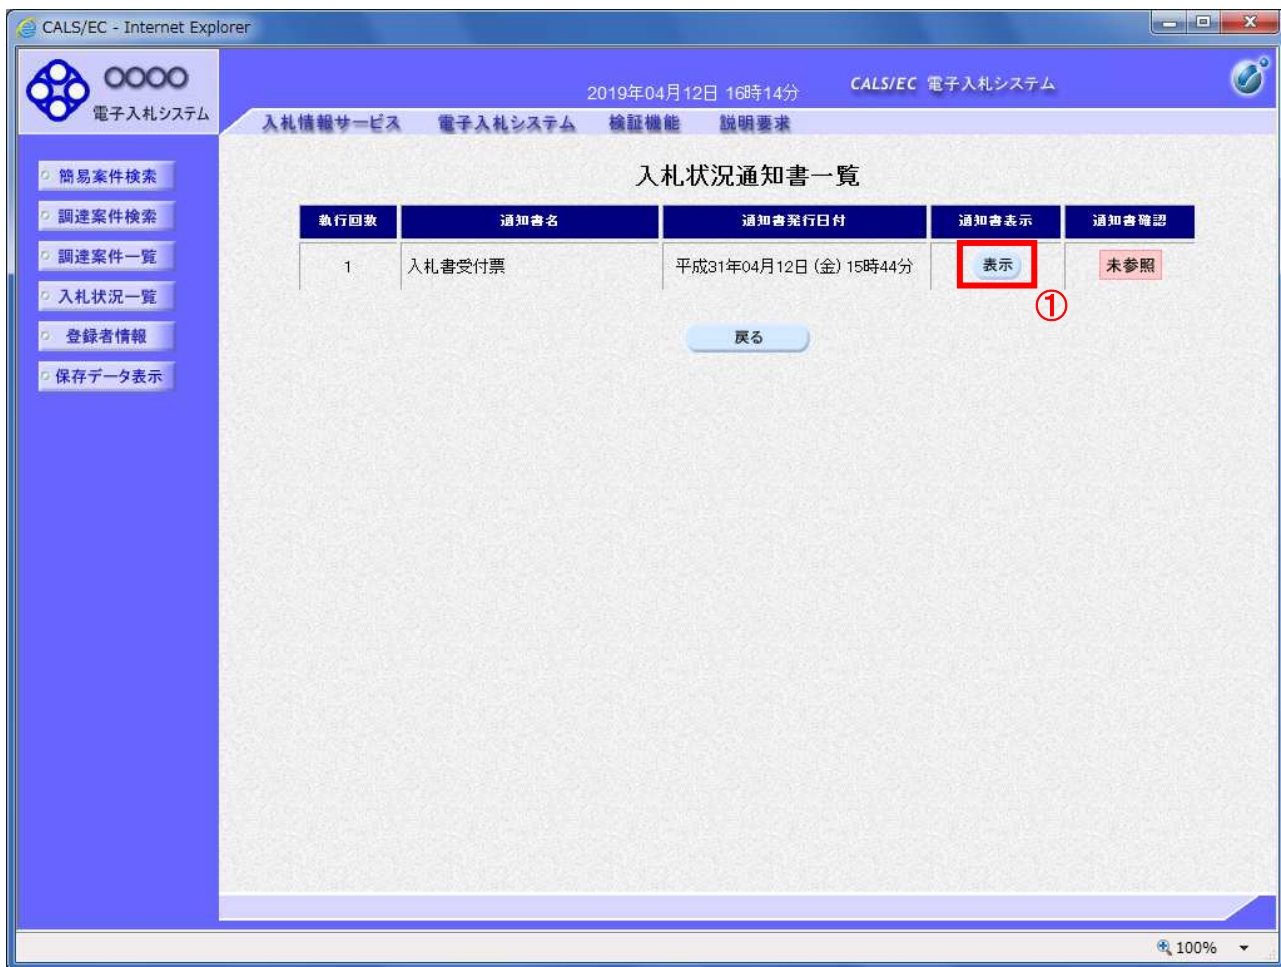 CALS/EC - Internet Explorer
OOOO
電子入札システム
2019年04月12日 16時14分
CALS/EC 電子入札システム
入札情報サービス 電子入札システム 検証機能 説明要求
簡易案件検索
調達案件検索
調達案件一覧
入札状況一覧
登録者情報
保存データ表示
入札状況通知書一覧
執行回数 通知書名 通知書発行日付 通知書表示 通知書確認
1 入札書受付票 平成31年04月12日 (金) 15時44分 表示 未参照
①
戻る
100%